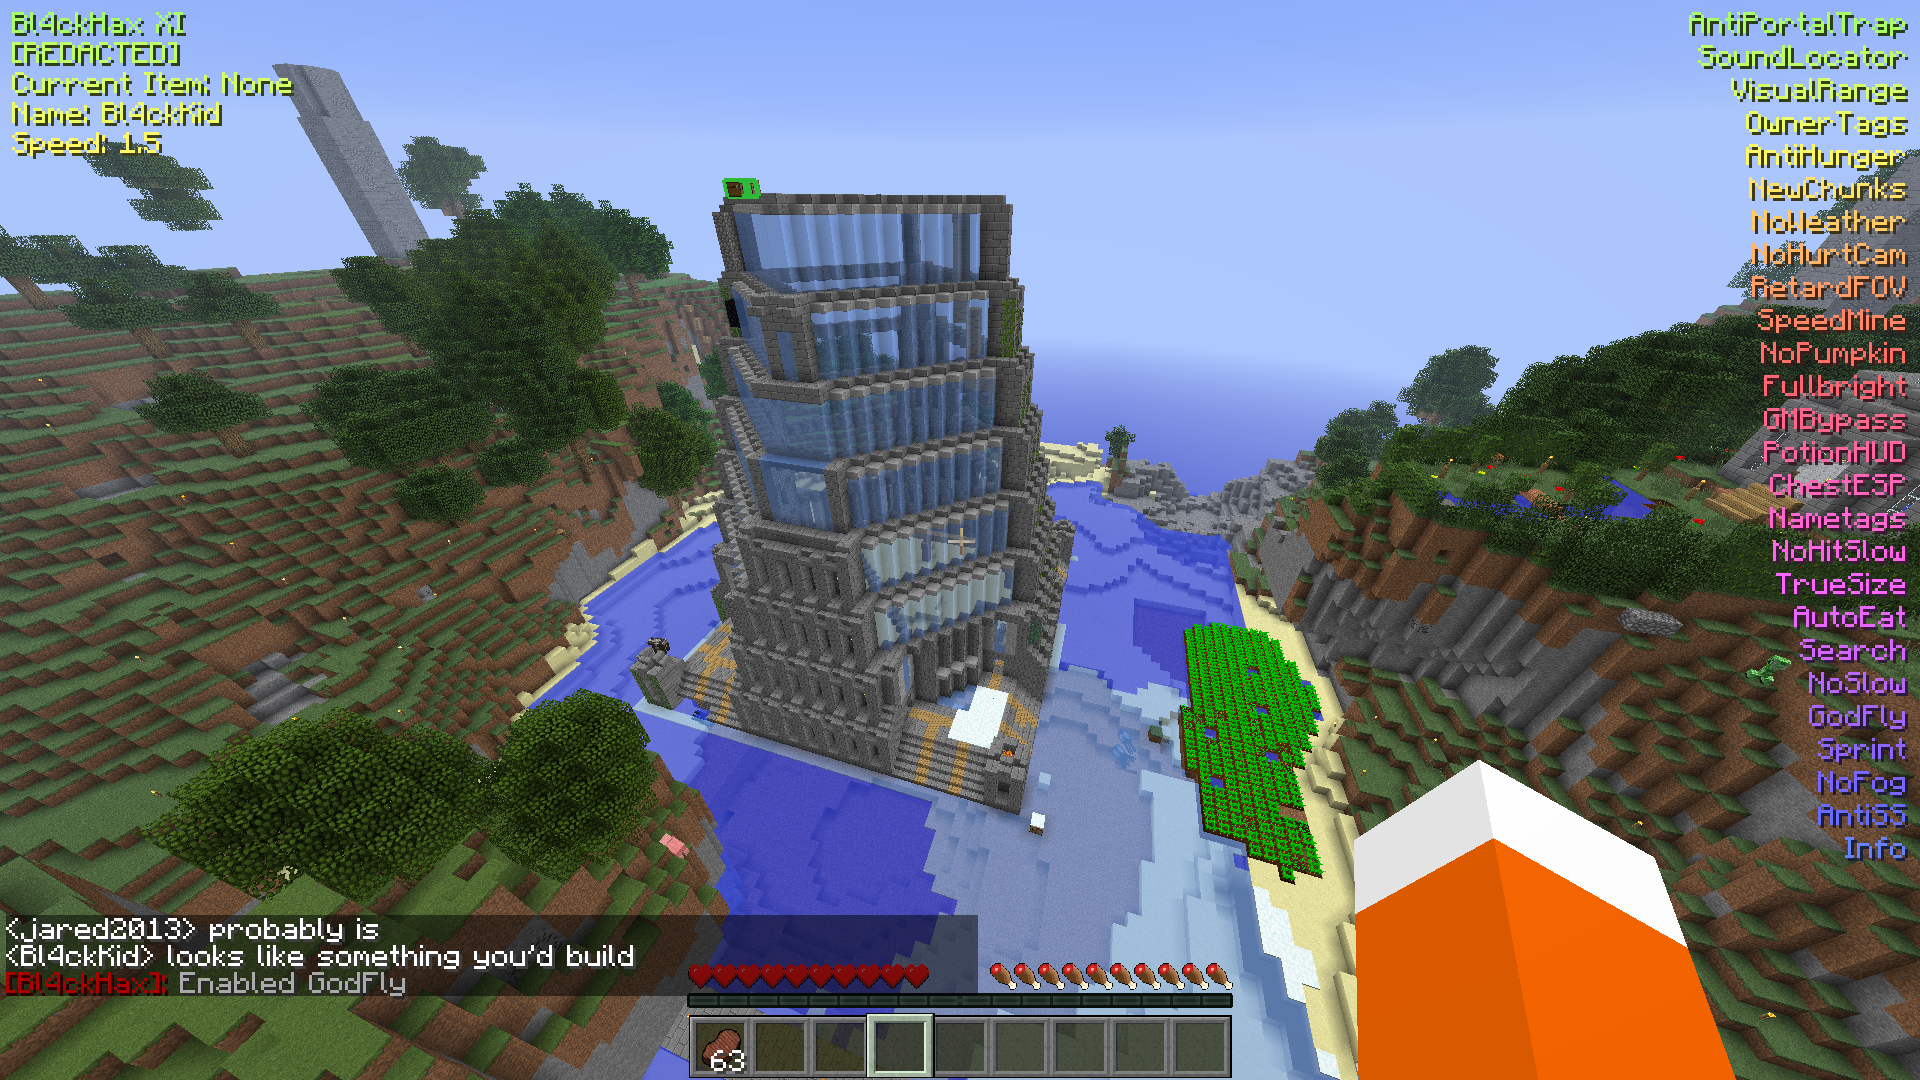 Bl4ckHax XI
[REDACTED]
Current Item: None
Name: Bl4ckKid
Speed: 1.5
AntiPortalTrap
SoundLocator
VisualRange
OwnerTags
AntiHunger
NewChunks
NoWeather
NoHurtCam
RetardFOV
SpeedMine
NoPumpkin
Fullbright
GMBypass
PotionHUD
ChestESP
Nametags
NoHitSlow
TrueSize
AutoEat
Search
NoSlow
GodFly
Sprint
NoFog
AntiSS
Info
<jared2013> probably is
<Bl4ckKid> looks like something you'd build
[Bl4ckHax]: Enabled GodFly
63